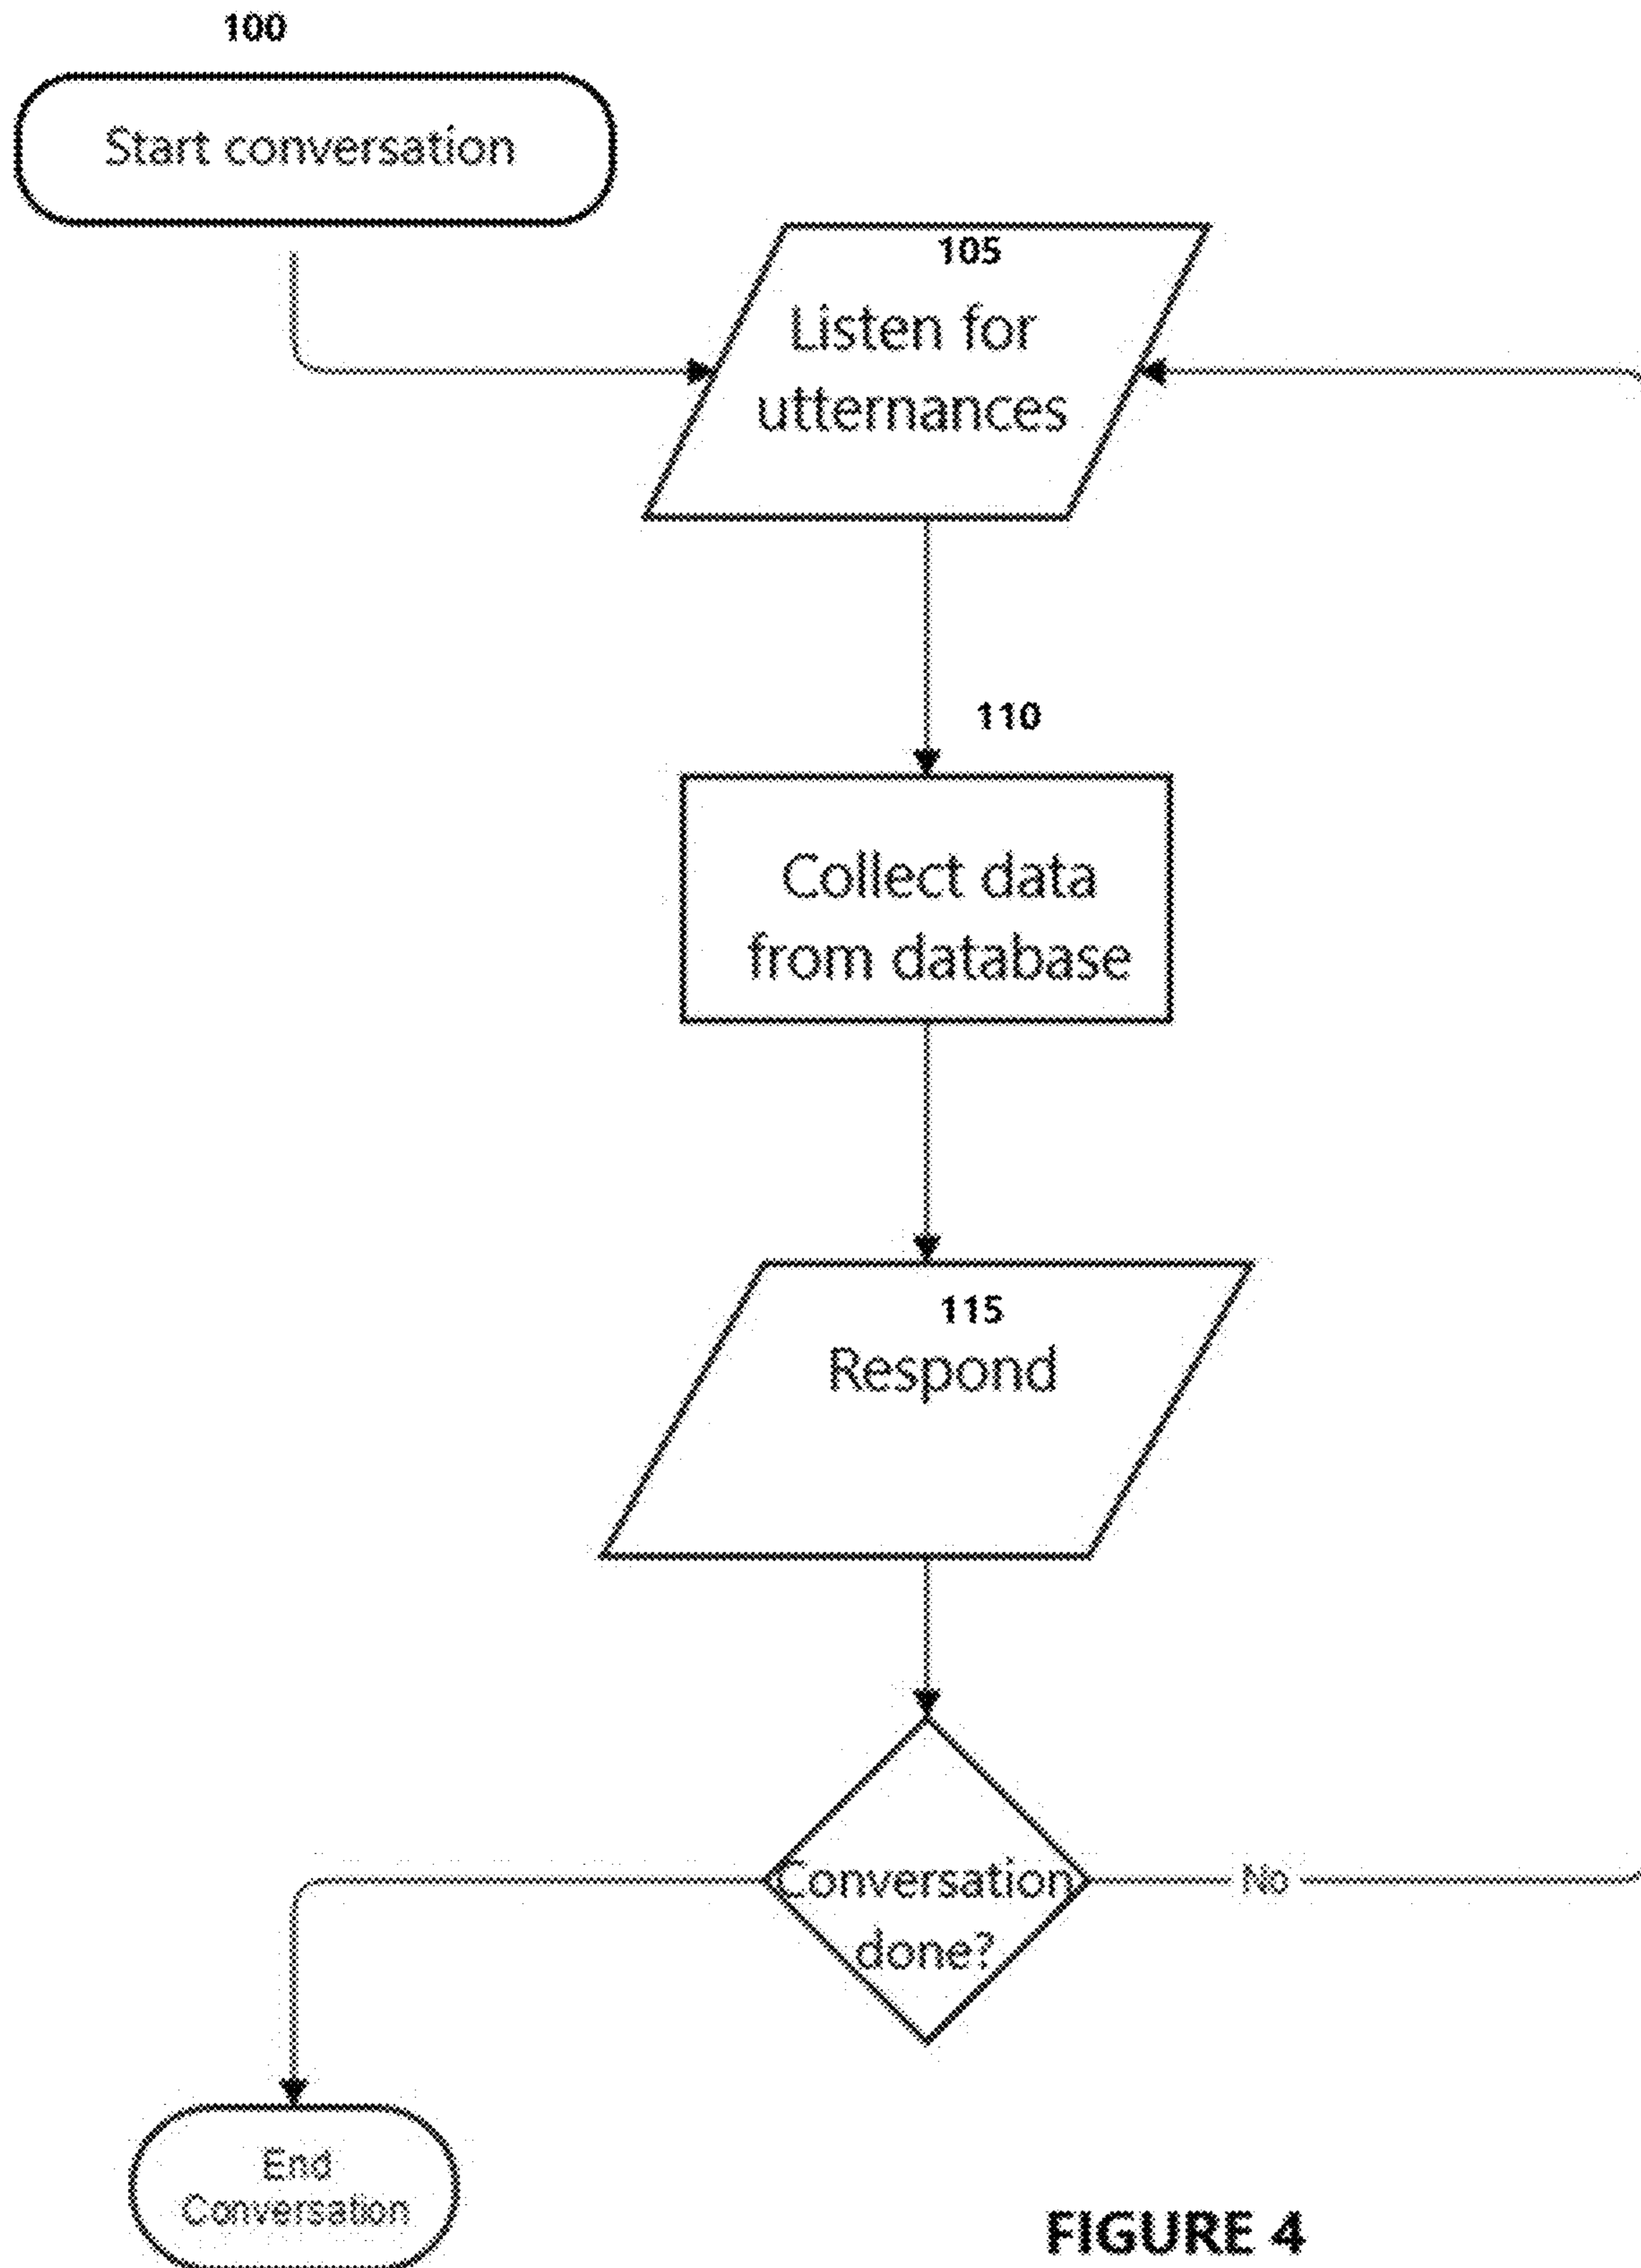 100
Start conversation
105
Listen for
utternances
110
Collect data
from database
115
Respond
Conversation
done?
No
End
Conversation
FIGURE 4